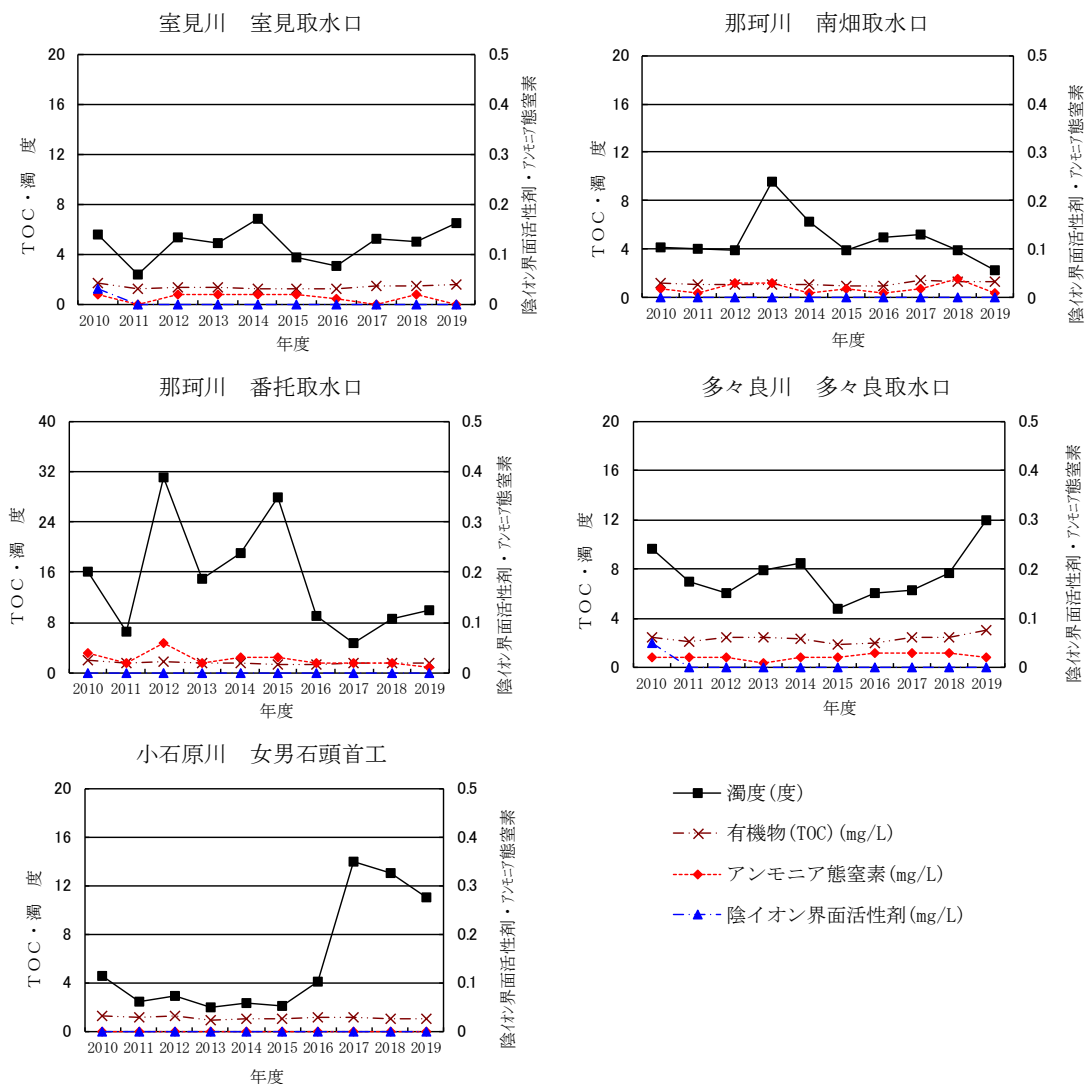 室見川　室見取水口
20
16
12
8
4
0
0.5
0.4
0.3
0.2
0.1
0
ＴＯＣ・濁　度
陰イオン界面活性剤・アンモニア態窒素
2010 2011 2012 2013 2014 2015 2016 2017 2018 2019
年度
那珂川　南畑取水口
20
16
12
8
4
0
0.5
0.4
0.3
0.2
0.1
0
ＴＯＣ・濁　度
陰イオン界面活性剤・アンモニア態窒素
2010 2011 2012 2013 2014 2015 2016 2017 2018 2019
年度
那珂川　番托取水口
40
32
24
16
8
0
0.5
0.4
0.3
0.2
0.1
0
ＴＯＣ・濁　度
陰イオン界面活性剤・アンモニア態窒素
2010 2011 2012 2013 2014 2015 2016 2017 2018 2019
年度
多々良川　多々良取水口
20
16
12
8
4
0
0.5
0.4
0.3
0.2
0.1
0
ＴＯＣ・濁　度
陰イオン界面活性剤・アンモニア態窒素
2010 2011 2012 2013 2014 2015 2016 2017 2018 2019
年度
小石原川　女男石頭首工
20
16
12
8
4
0
0.5
0.4
0.3
0.2
0.1
0
ＴＯＣ・濁　度
陰イオン界面活性剤・アンモニア態窒素
2010 2011 2012 2013 2014 2015 2016 2017 2018 2019
年度
濁度(度)
有機物(TOC)(mg/L)
アンモニア態窒素(mg/L)
陰イオン界面活性剤(mg/L)